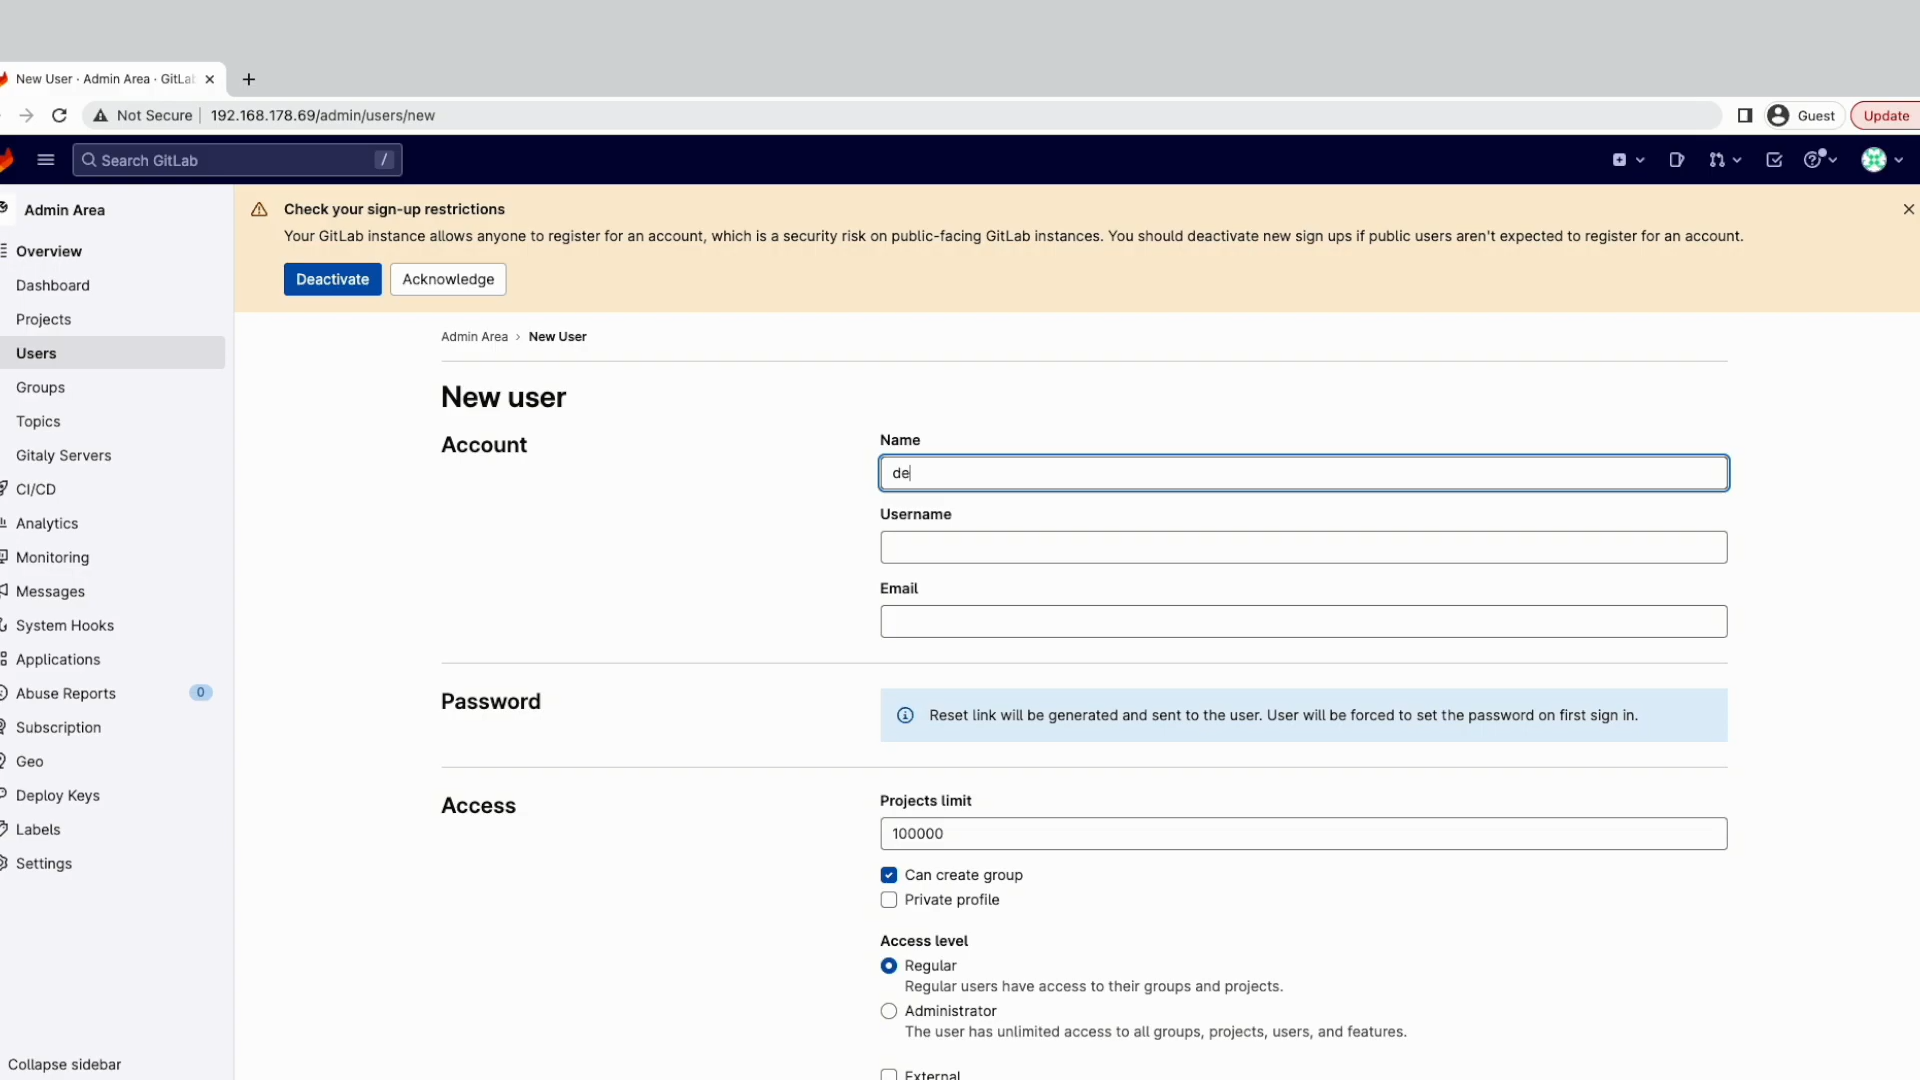 New User · Admin Area · GitLa
Not Secure
192.168.178.69/admin/users/new
Guest
Update
Search GitLab
/
Admin Area
Overview
Dashboard
Projects
Users
Groups
Topics
Gitaly Servers
CI/CD
Analytics
Monitoring
Messages
System Hooks
Applications
Abuse Reports
0
Subscription
Geo
Deploy Keys
Labels
Settings
Collapse sidebar
Check your sign-up restrictions
Your GitLab instance allows anyone to register for an account, which is a security risk on public-facing GitLab instances. You should deactivate new sign ups if public users aren't expected to register for an account.
Deactivate
Acknowledge
Admin Area › New User
New user
Account
Name
de
Username
Email
Password
Reset link will be generated and sent to the user. User will be forced to set the password on first sign in.
Access
Projects limit
100000
Can create group
Private profile
Access level
Regular
Regular users have access to their groups and projects.
Administrator
The user has unlimited access to all groups, projects, users, and features.
External